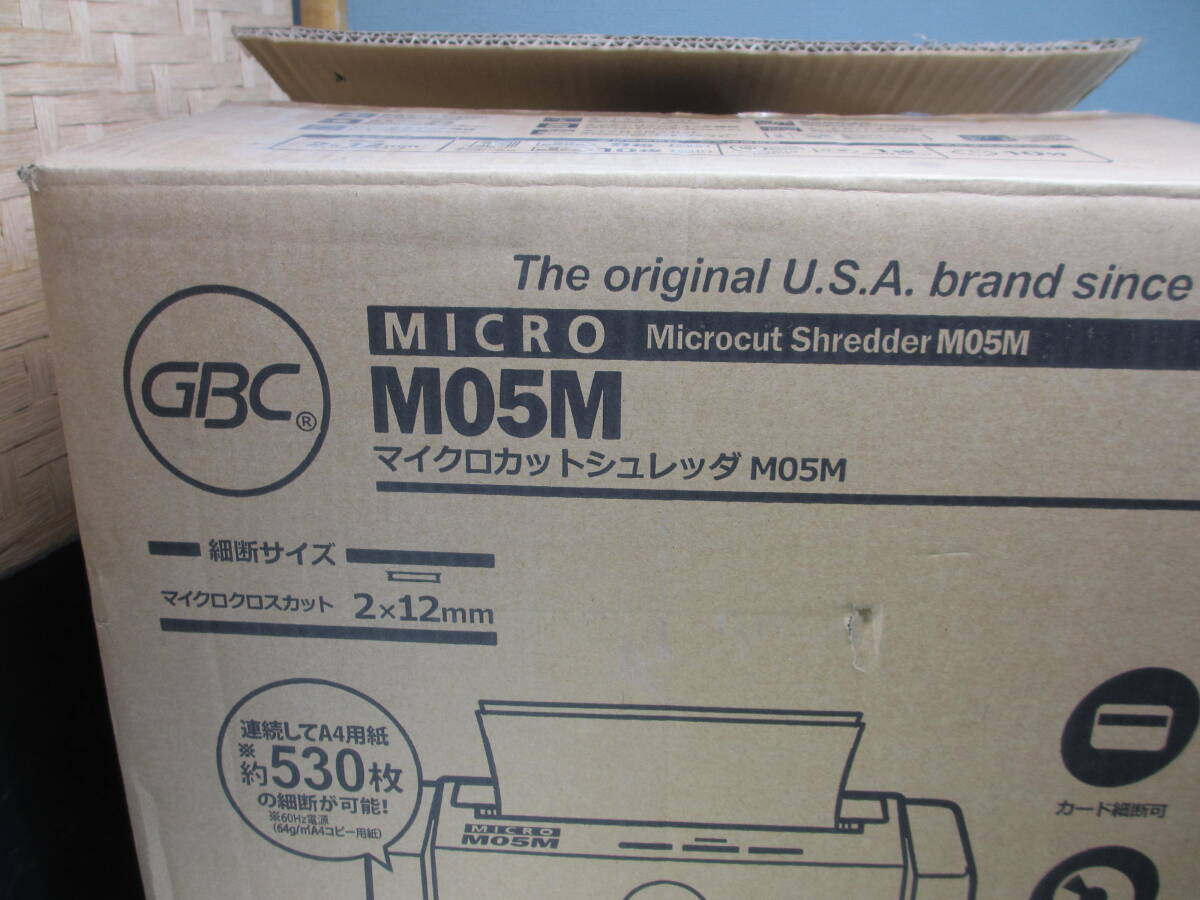 The original U.S.A. brand since
GBC®
MICRO Microcut Shredder M05M
M05M
マイクロカットシュレッダ M05M
細断サイズ
マイクロクロスカット 2×12mm
連続してA4用紙
※約530枚
の細断が可能!
※60Hz電源
(64g/㎡A4コピー用紙)
MICRO
M05M
カード細断可